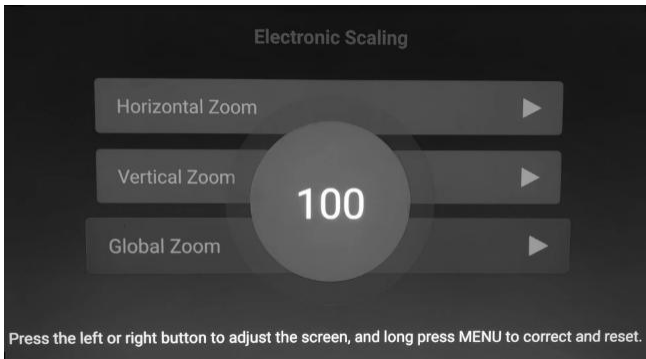 Electronic Scaling
Horizontal Zoom
Vertical Zoom
100
Global Zoom
Press the left or right button to adjust the screen, and long press MENU to correct and reset.